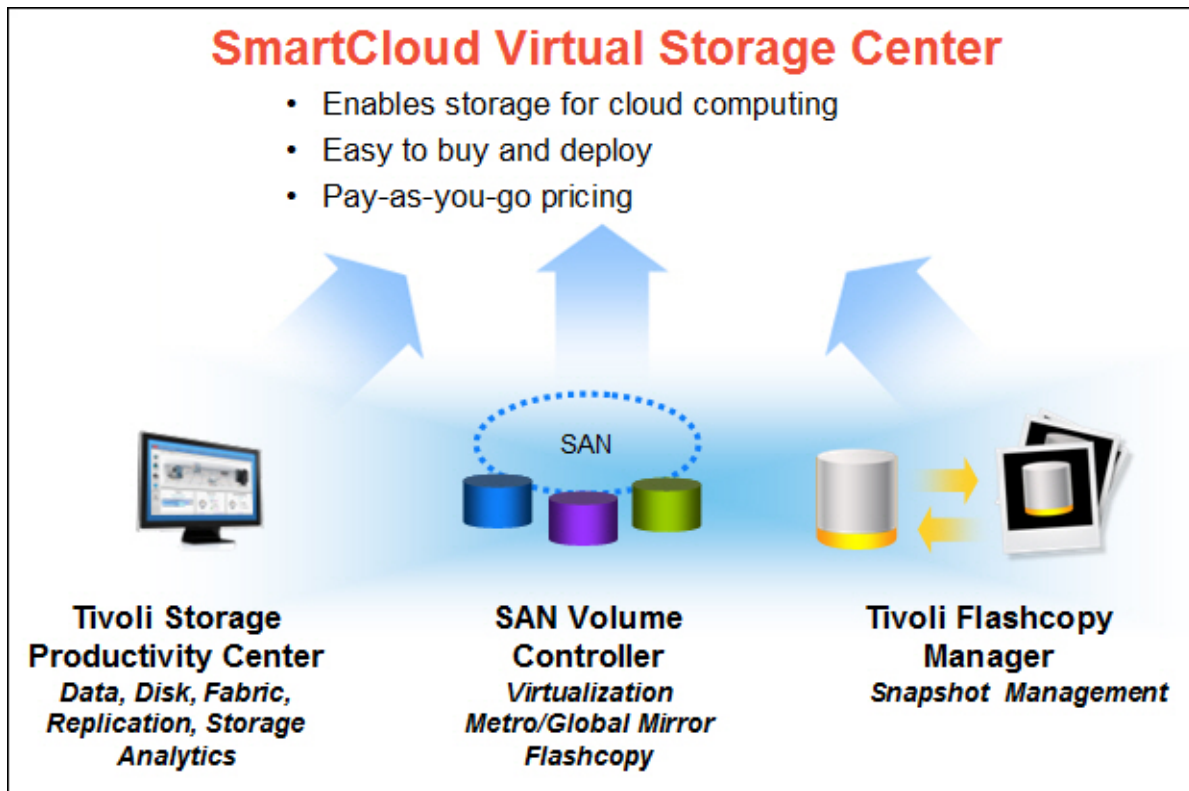 SmartCloud Virtual Storage Center
• Enables storage for cloud computing
• Easy to buy and deploy
• Pay-as-you-go pricing
SAN
Tivoli Storage
Productivity Center
Data, Disk, Fabric,
Replication, Storage
Analytics
SAN Volume
Controller
Virtualization
Metro/Global Mirror
Flashcopy
Tivoli Flashcopy
Manager
Snapshot Management